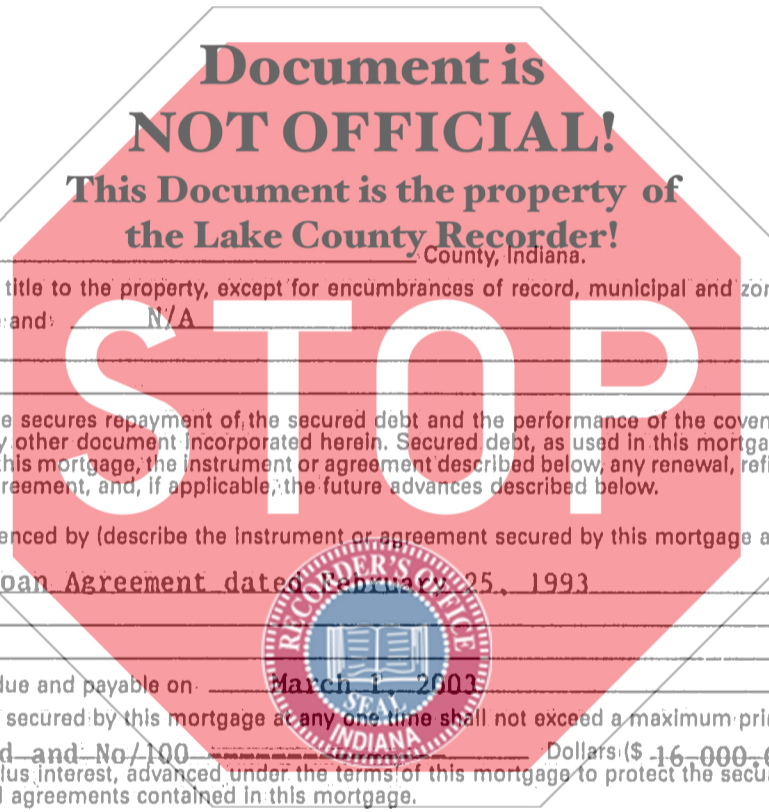 Document is
NOT OFFICIAL!
This Document is the property of
the Lake County Recorder!
County, Indiana.
title to the property, except for encumbrances of record, municipal and zon
and N/A
STOP
e secures repayment of the secured debt and the performance of the coven
y other document incorporated herein. Secured debt, as used in this mortga
this mortgage, the instrument or agreement described below, any renewal, refi
reement, and, if applicable, the future advances described below.
enced by (describe the instrument or agreement secured by this mortgage a
oan Agreement dated February 25, 1993
RECORDER'S OFFICE
due and payable on March 1, 2003
SEAL
secured by this mortgage at any one time shall not exceed a maximum pri
INDIANA
d and No/100 Dollars ($ 16,000.0
lus interest, advanced under the terms of this mortgage to protect the secu
d agreements contained in this mortgage.